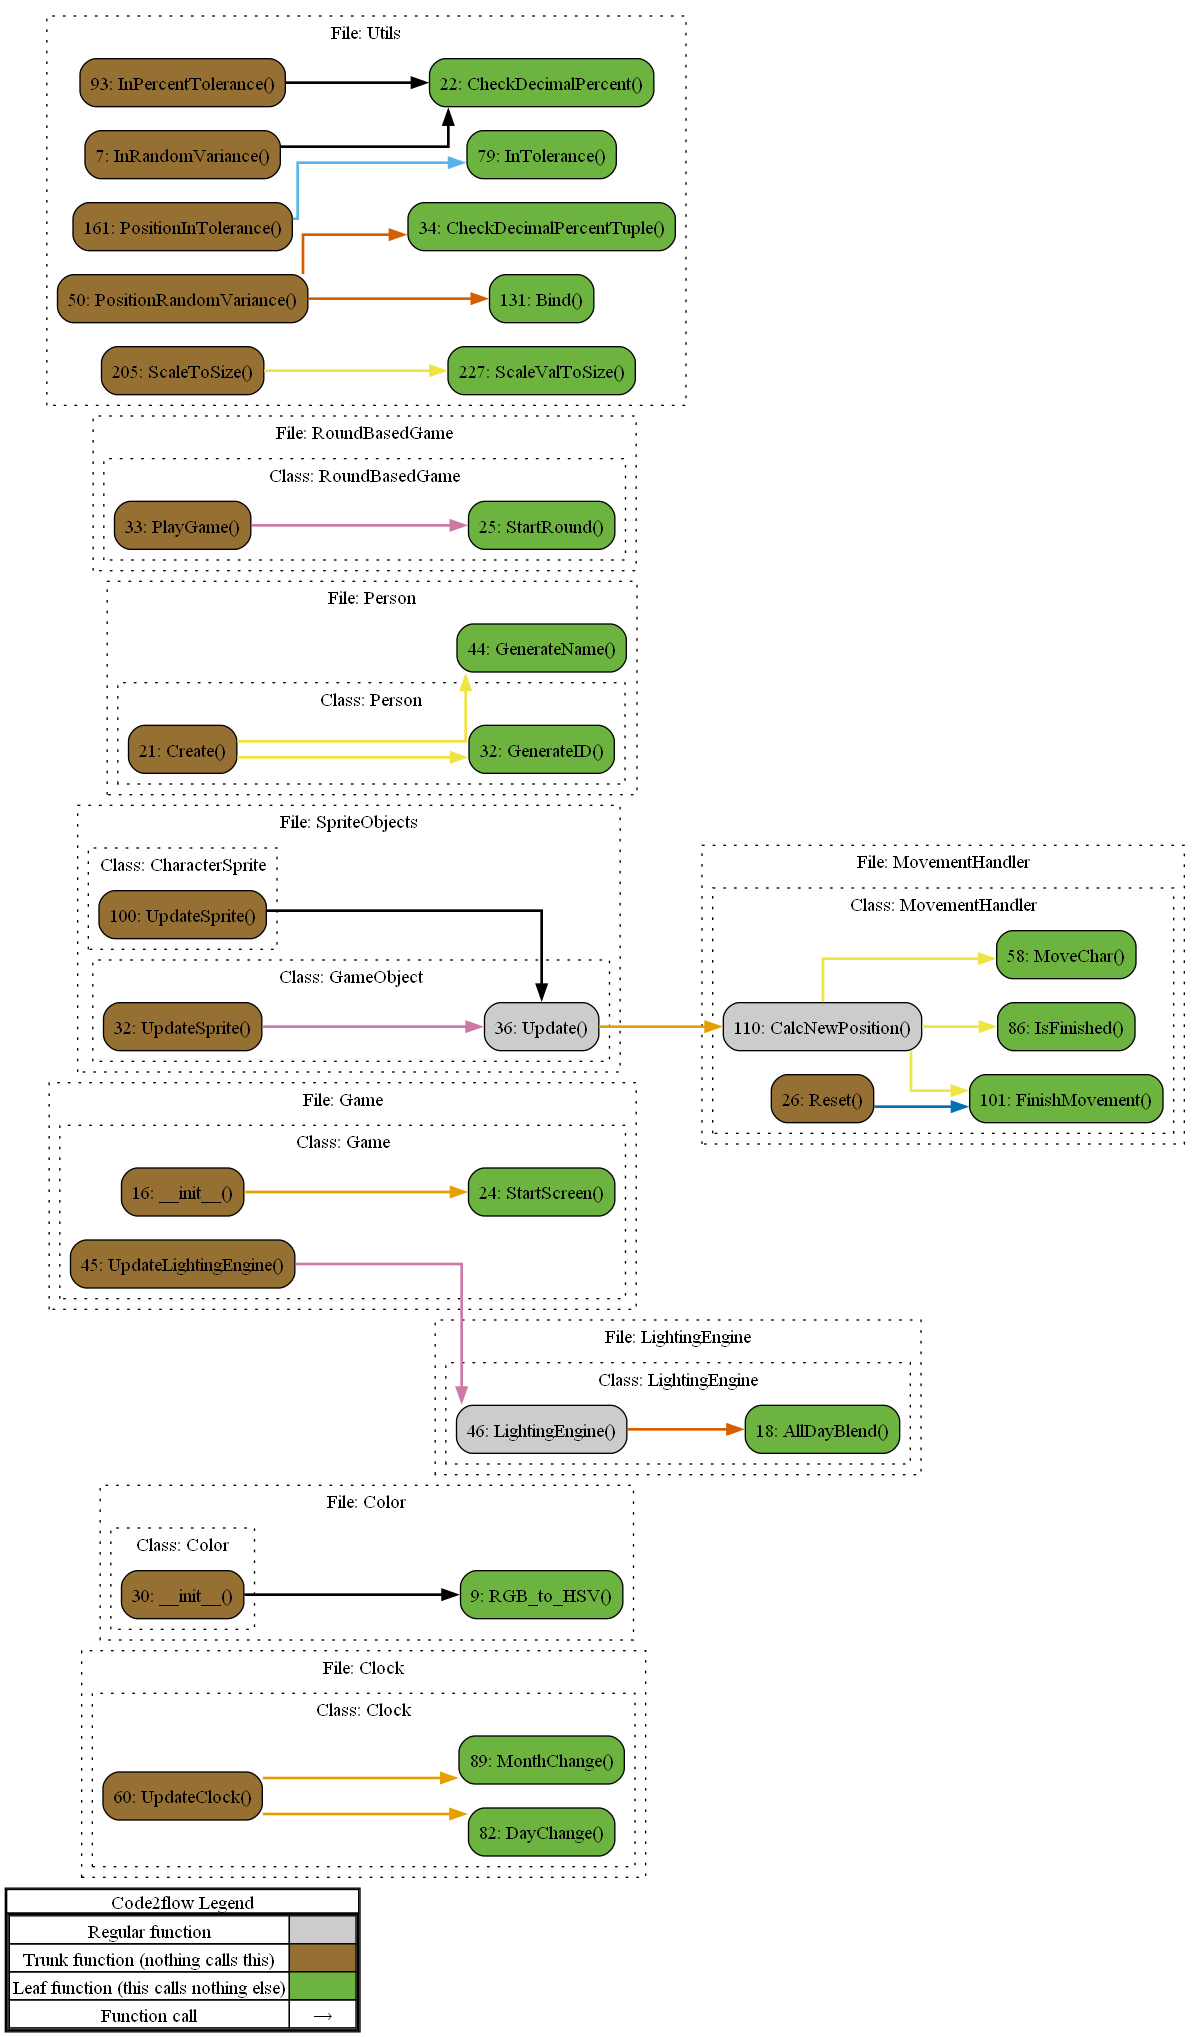 File: Utils
93: InPercentTolerance()
22: CheckDecimalPercent()
7: InRandomVariance()
79: InTolerance()
161: PositionInTolerance()
34: CheckDecimalPercentTuple()
50: PositionRandomVariance()
131: Bind()
205: ScaleToSize()
227: ScaleValToSize()
File: RoundBasedGame
Class: RoundBasedGame
33: PlayGame()
25: StartRound()
File: Person
44: GenerateName()
Class: Person
21: Create()
32: GenerateID()
File: SpriteObjects
Class: CharacterSprite
100: UpdateSprite()
Class: GameObject
32: UpdateSprite()
36: Update()
File: MovementHandler
Class: MovementHandler
58: MoveChar()
110: CalcNewPosition()
86: IsFinished()
26: Reset()
101: FinishMovement()
File: Game
Class: Game
16: __init__()
24: StartScreen()
45: UpdateLightingEngine()
File: LightingEngine
Class: LightingEngine
46: LightingEngine()
18: AllDayBlend()
File: Color
Class: Color
30: __init__()
9: RGB_to_HSV()
File: Clock
Class: Clock
89: MonthChange()
60: UpdateClock()
82: DayChange()
Code2flow Legend
Regular function
Trunk function (nothing calls this)
Leaf function (this calls nothing else)
Function call →